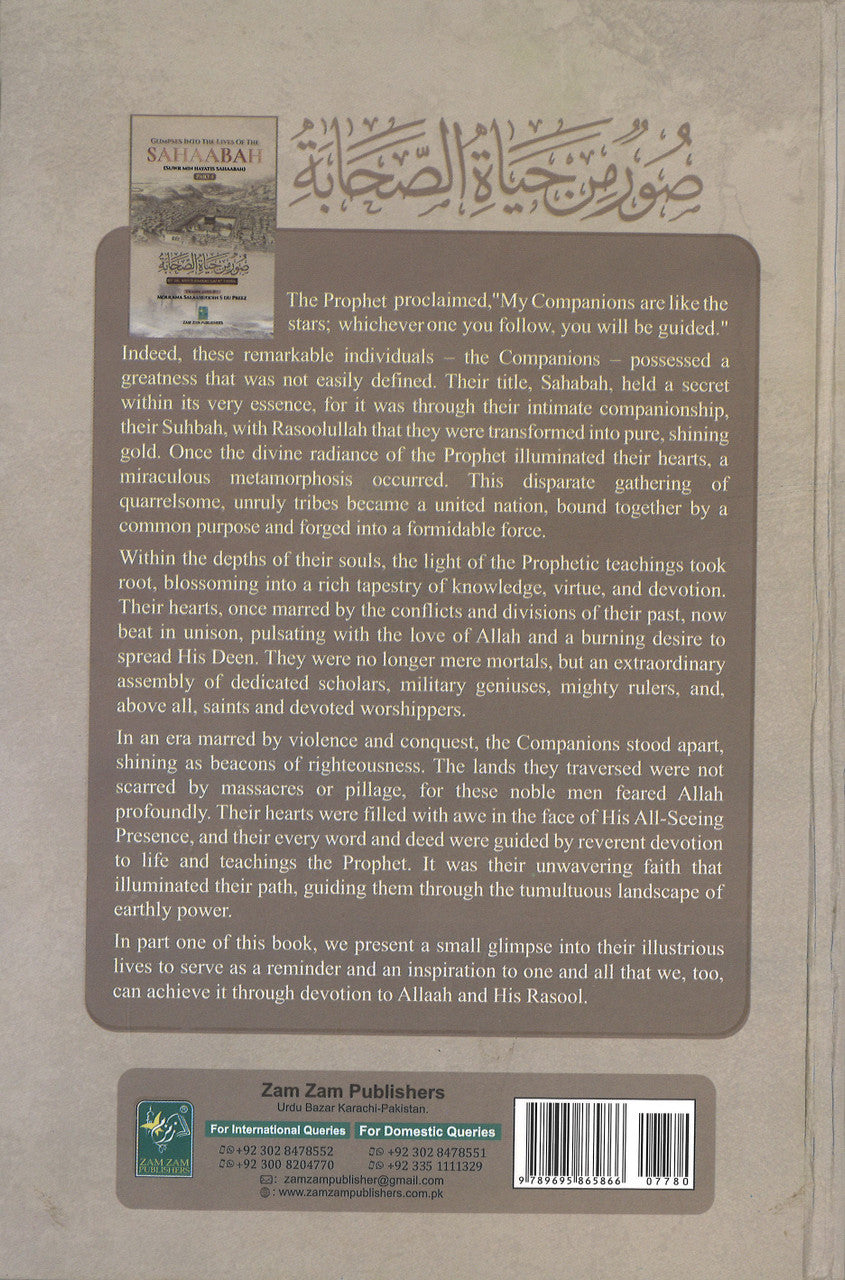 GLIMPSES INTO THE LIVES OF THE
SAHAABAH
(SUWR MIN HAYATIS SAHAABAH)
PART 1
صُوَرٌ مِنْ حَيَاةِ الصَّحَابَةِ
MOULANA SALAAHUDDIN S DU PREEZ
ZAM ZAM PUBLISHERS
صُوَرٌ مِنْ حَيَاةِ الصَّحَابَةِ
The Prophet proclaimed,"My Companions are like the
stars; whichever one you follow, you will be guided."
Indeed, these remarkable individuals – the Companions – possessed a
greatness that was not easily defined. Their title, Sahabah, held a secret
within its very essence, for it was through their intimate companionship,
their Suhbah, with Rasoolullah that they were transformed into pure, shining
gold. Once the divine radiance of the Prophet illuminated their hearts, a
miraculous metamorphosis occurred. This disparate gathering of
quarrelsome, unruly tribes became a united nation, bound together by a
common purpose and forged into a formidable force.
Within the depths of their souls, the light of the Prophetic teachings took
root, blossoming into a rich tapestry of knowledge, virtue, and devotion.
Their hearts, once marred by the conflicts and divisions of their past, now
beat in unison, pulsating with the love of Allah and a burning desire to
spread His Deen. They were no longer mere mortals, but an extraordinary
assembly of dedicated scholars, military geniuses, mighty rulers, and,
above all, saints and devoted worshippers.
In an era marred by violence and conquest, the Companions stood apart,
shining as beacons of righteousness. The lands they traversed were not
scarred by massacres or pillage, for these noble men feared Allah
profoundly. Their hearts were filled with awe in the face of His All-Seeing
Presence, and their every word and deed were guided by reverent devotion
to life and teachings the Prophet. It was their unwavering faith that
illuminated their path, guiding them through the tumultuous landscape of
earthly power.
In part one of this book, we present a small glimpse into their illustrious
lives to serve as a reminder and an inspiration to one and all that we, too,
can achieve it through devotion to Allaah and His Rasool.
زمزم
ZAM ZAM
PUBLISHERS
Zam Zam Publishers
Urdu Bazar Karachi-Pakistan.
For International Queries
+92 302 8478552
+92 300 8204770
For Domestic Queries
+92 302 8478551
+92 335 1111329
: zamzampublisher@gmail.com
: www.zamzampublishers.com.pk
9 789695 865866
07780